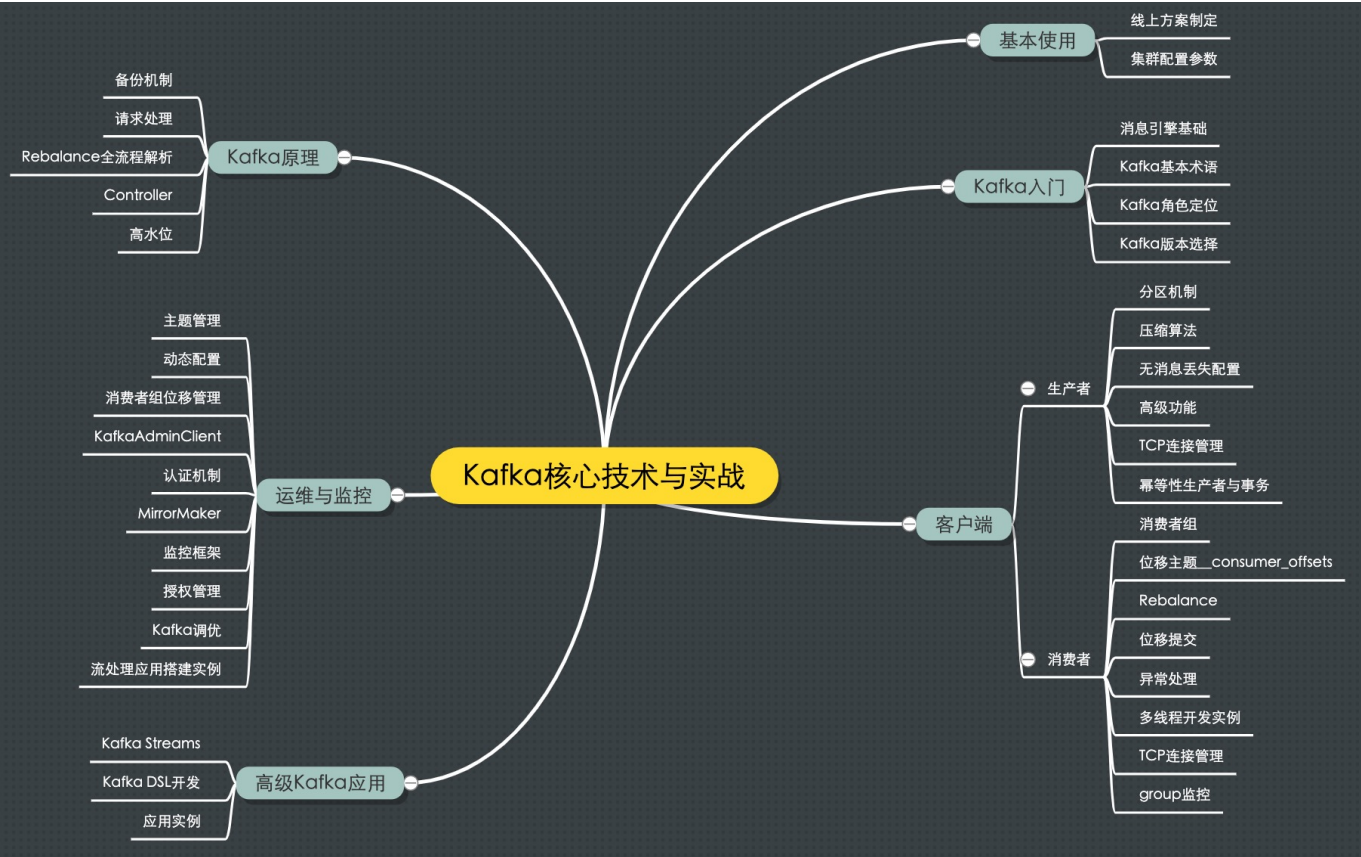 Kafka核心技术与实战
基本使用
线上方案制定
集群配置参数
Kafka入门
消息引擎基础
Kafka基本术语
Kafka角色定位
Kafka版本选择
客户端
生产者
分区机制
压缩算法
无消息丢失配置
高级功能
TCP连接管理
幂等性生产者与事务
消费者
消费者组
位移主题__consumer_offsets
Rebalance
位移提交
异常处理
多线程开发实例
TCP连接管理
group监控
Kafka原理
备份机制
请求处理
Rebalance全流程解析
Controller
高水位
运维与监控
主题管理
动态配置
消费者组位移管理
KafkaAdminClient
认证机制
MirrorMaker
监控框架
授权管理
Kafka调优
流处理应用搭建实例
高级Kafka应用
Kafka Streams
Kafka DSL开发
应用实例